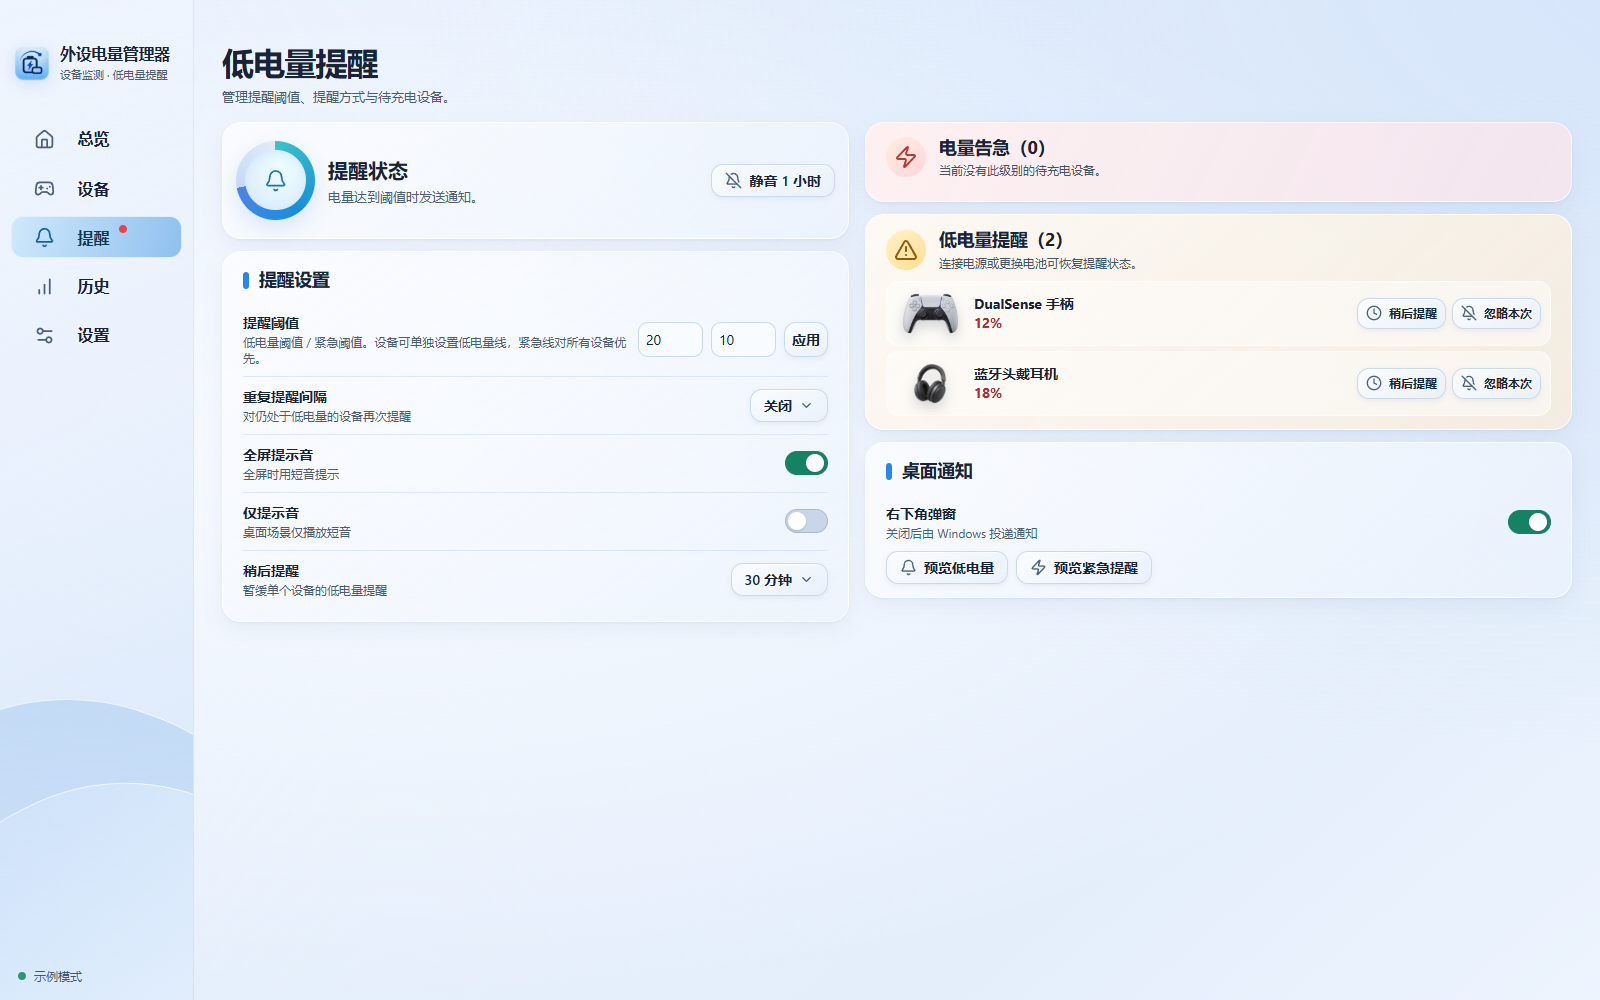 外设电量管理器
设备监测 · 低电量提醒
总览
设备
提醒
历史
设置
示例模式
低电量提醒
管理提醒阈值、提醒方式与待充电设备。
提醒状态
电量达到阈值时发送通知。
静音 1 小时
提醒设置
提醒阈值
低电量阈值 / 紧急阈值。设备可单独设置低电量线，紧急线对所有设备优
先。
20
10
应用
重复提醒间隔
对仍处于低电量的设备再次提醒
关闭
全屏提示音
全屏时用短音提示
仅提示音
桌面场景仅播放短音
稍后提醒
暂缓单个设备的低电量提醒
30 分钟
电量告急（0）
当前没有此级别的待充电设备。
低电量提醒（2）
连接电源或更换电池可恢复提醒状态。
DualSense 手柄
12%
稍后提醒
忽略本次
蓝牙头戴耳机
18%
稍后提醒
忽略本次
桌面通知
右下角弹窗
关闭后由 Windows 投递通知
预览低电量
预览紧急提醒